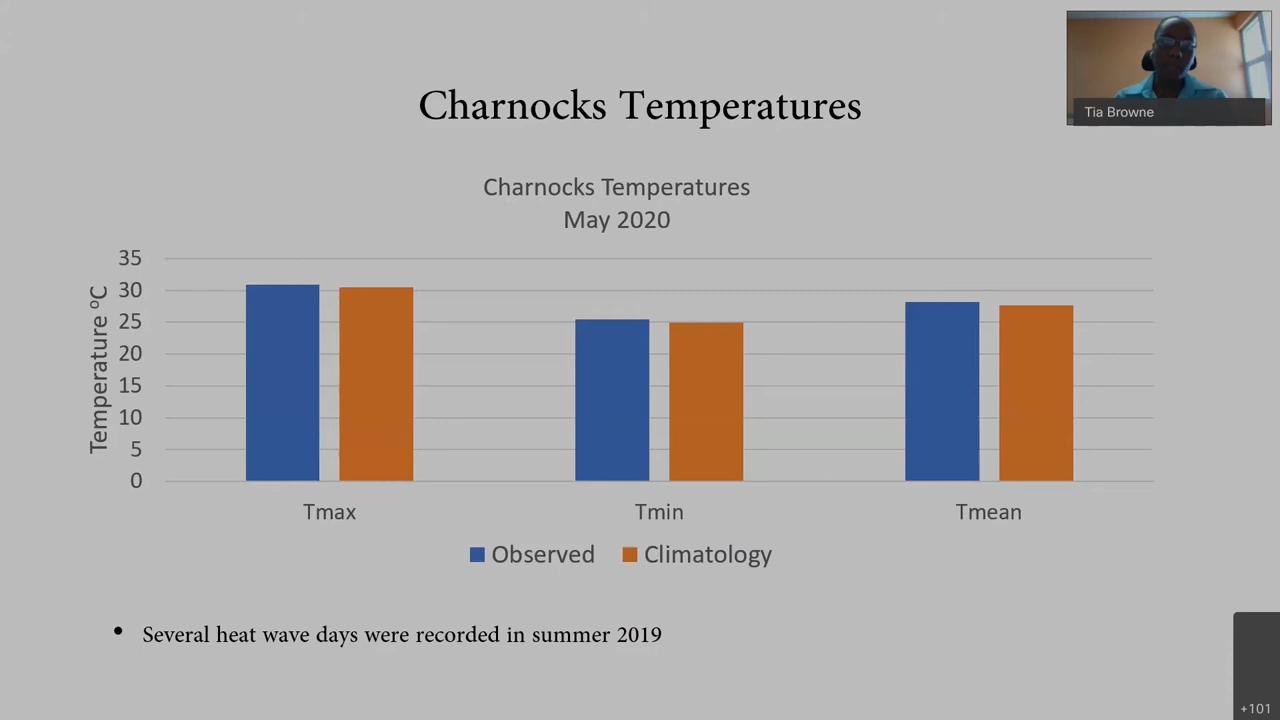 Tia Browne
Charnocks Temperatures
Charnocks Temperatures
May 2020
Temperature ºC
35
30
25
20
15
10
5
0
Tmax
Tmin
Tmean
Observed
Climatology
• Several heat wave days were recorded in summer 2019
+101